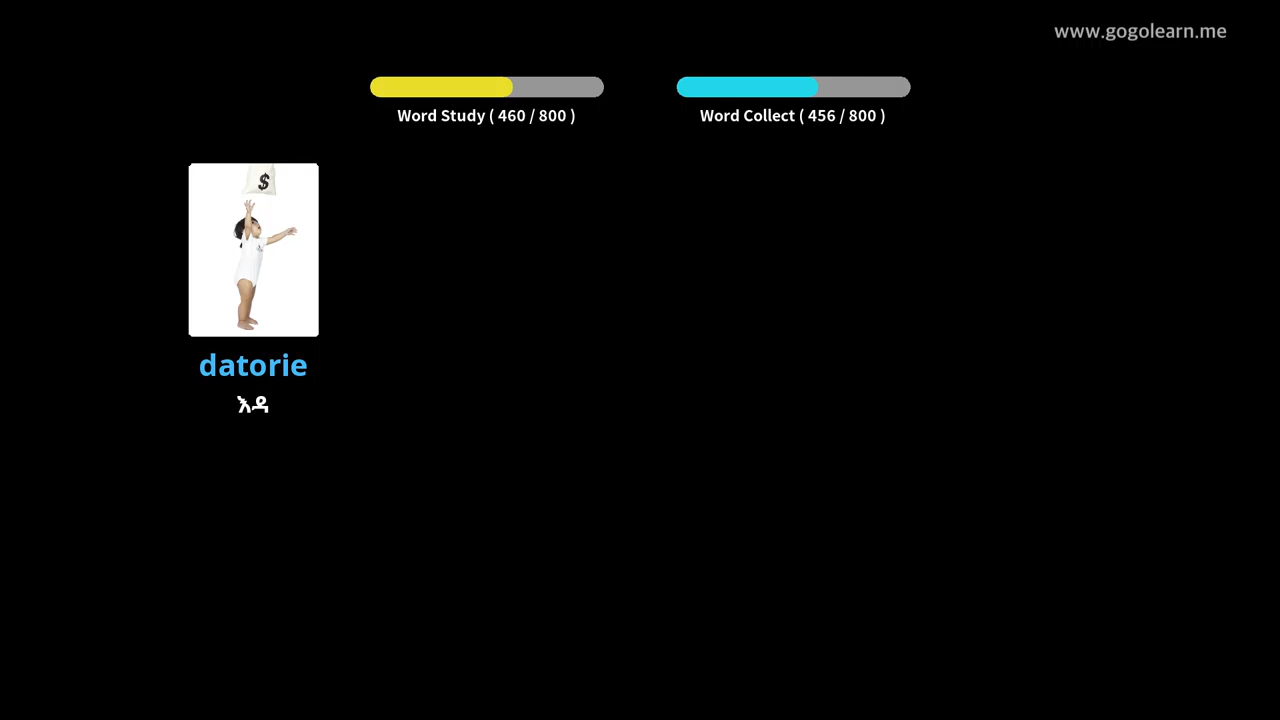 www.gogolearn.me
Word Study ( 460 / 800 )
Word Collect ( 456 / 800 )
$
datorie
እዳ